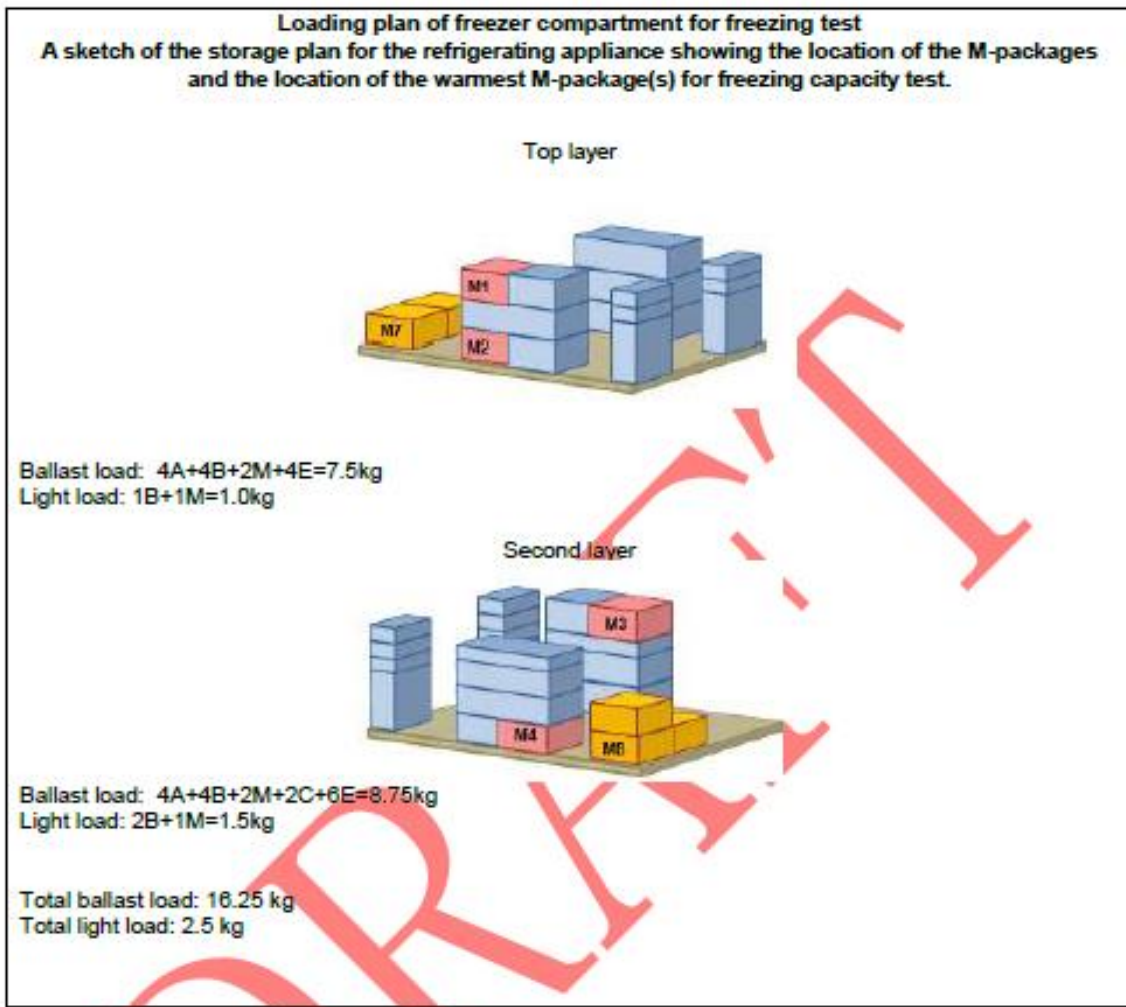 Loading plan of freezer compartment for freezing test
A sketch of the storage plan for the refrigerating appliance showing the location of the M-packages
and the location of the warmest M-package(s) for freezing capacity test.
Top layer
M1
M7
M2
Ballast load: 4A+4B+2M+4E=7.5kg
Light load: 1B+1M=1.0kg
Second layer
M3
M4
M8
Ballast load: 4A+4B+2M+2C+6E=8.75kg
Light load: 2B+1M=1.5kg
Total ballast load: 16.25 kg
Total light load: 2.5 kg
DRAFT